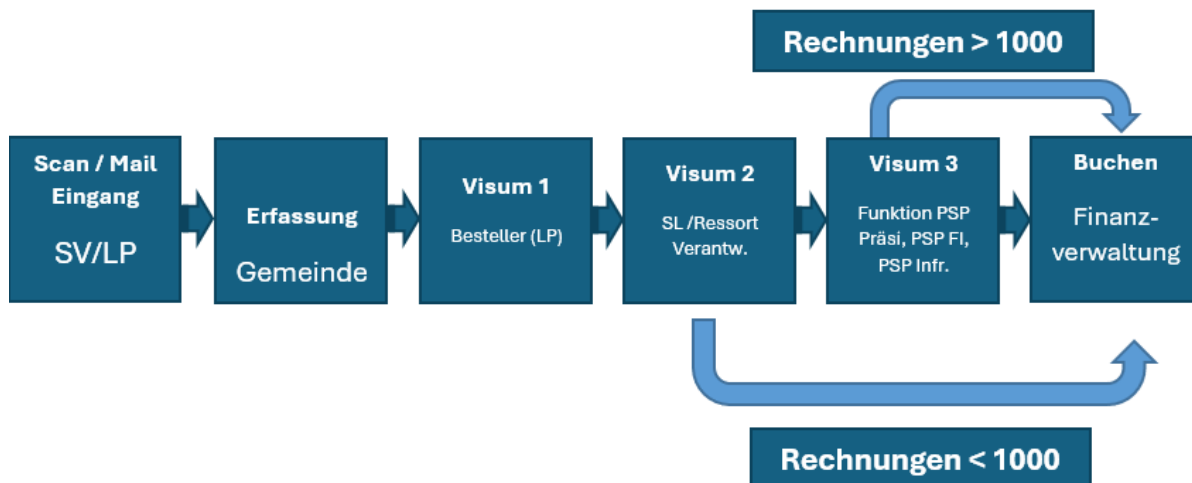 Rechnungen > 1000
Scan / Mail
Eingang
SV/LP
Erfassung
Gemeinde
Visum 1
Besteller (LP)
Visum 2
SL /Ressort
Verantw.
Visum 3
Funktion PSP
Präsi, PSP FI,
PSP Infr.
Buchen
Finanz-
verwaltung
Rechnungen < 1000